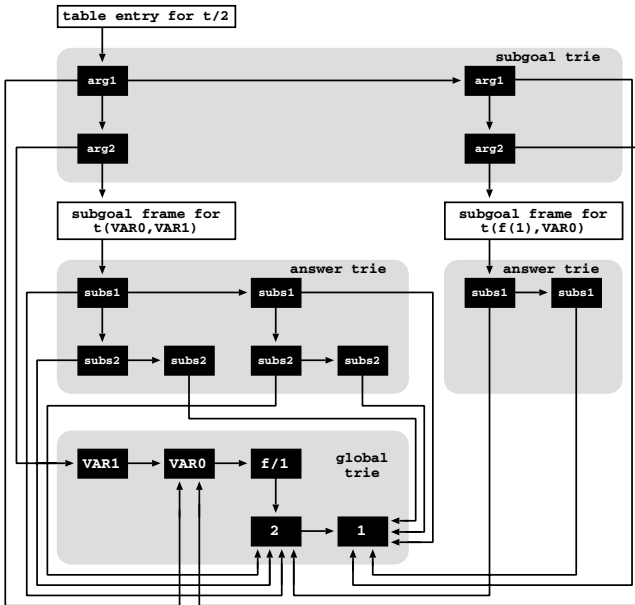 table entry for t/2
subgoal trie
arg1
arg1
arg2
arg2
subgoal frame for
t(VAR0,VAR1)
subgoal frame for
t(f(1),VAR0)
answer trie
answer trie
subs1
subs1
subs1
subs1
subs2
subs2
subs2
subs2
global
trie
VAR1
VAR0
f/1
2
1